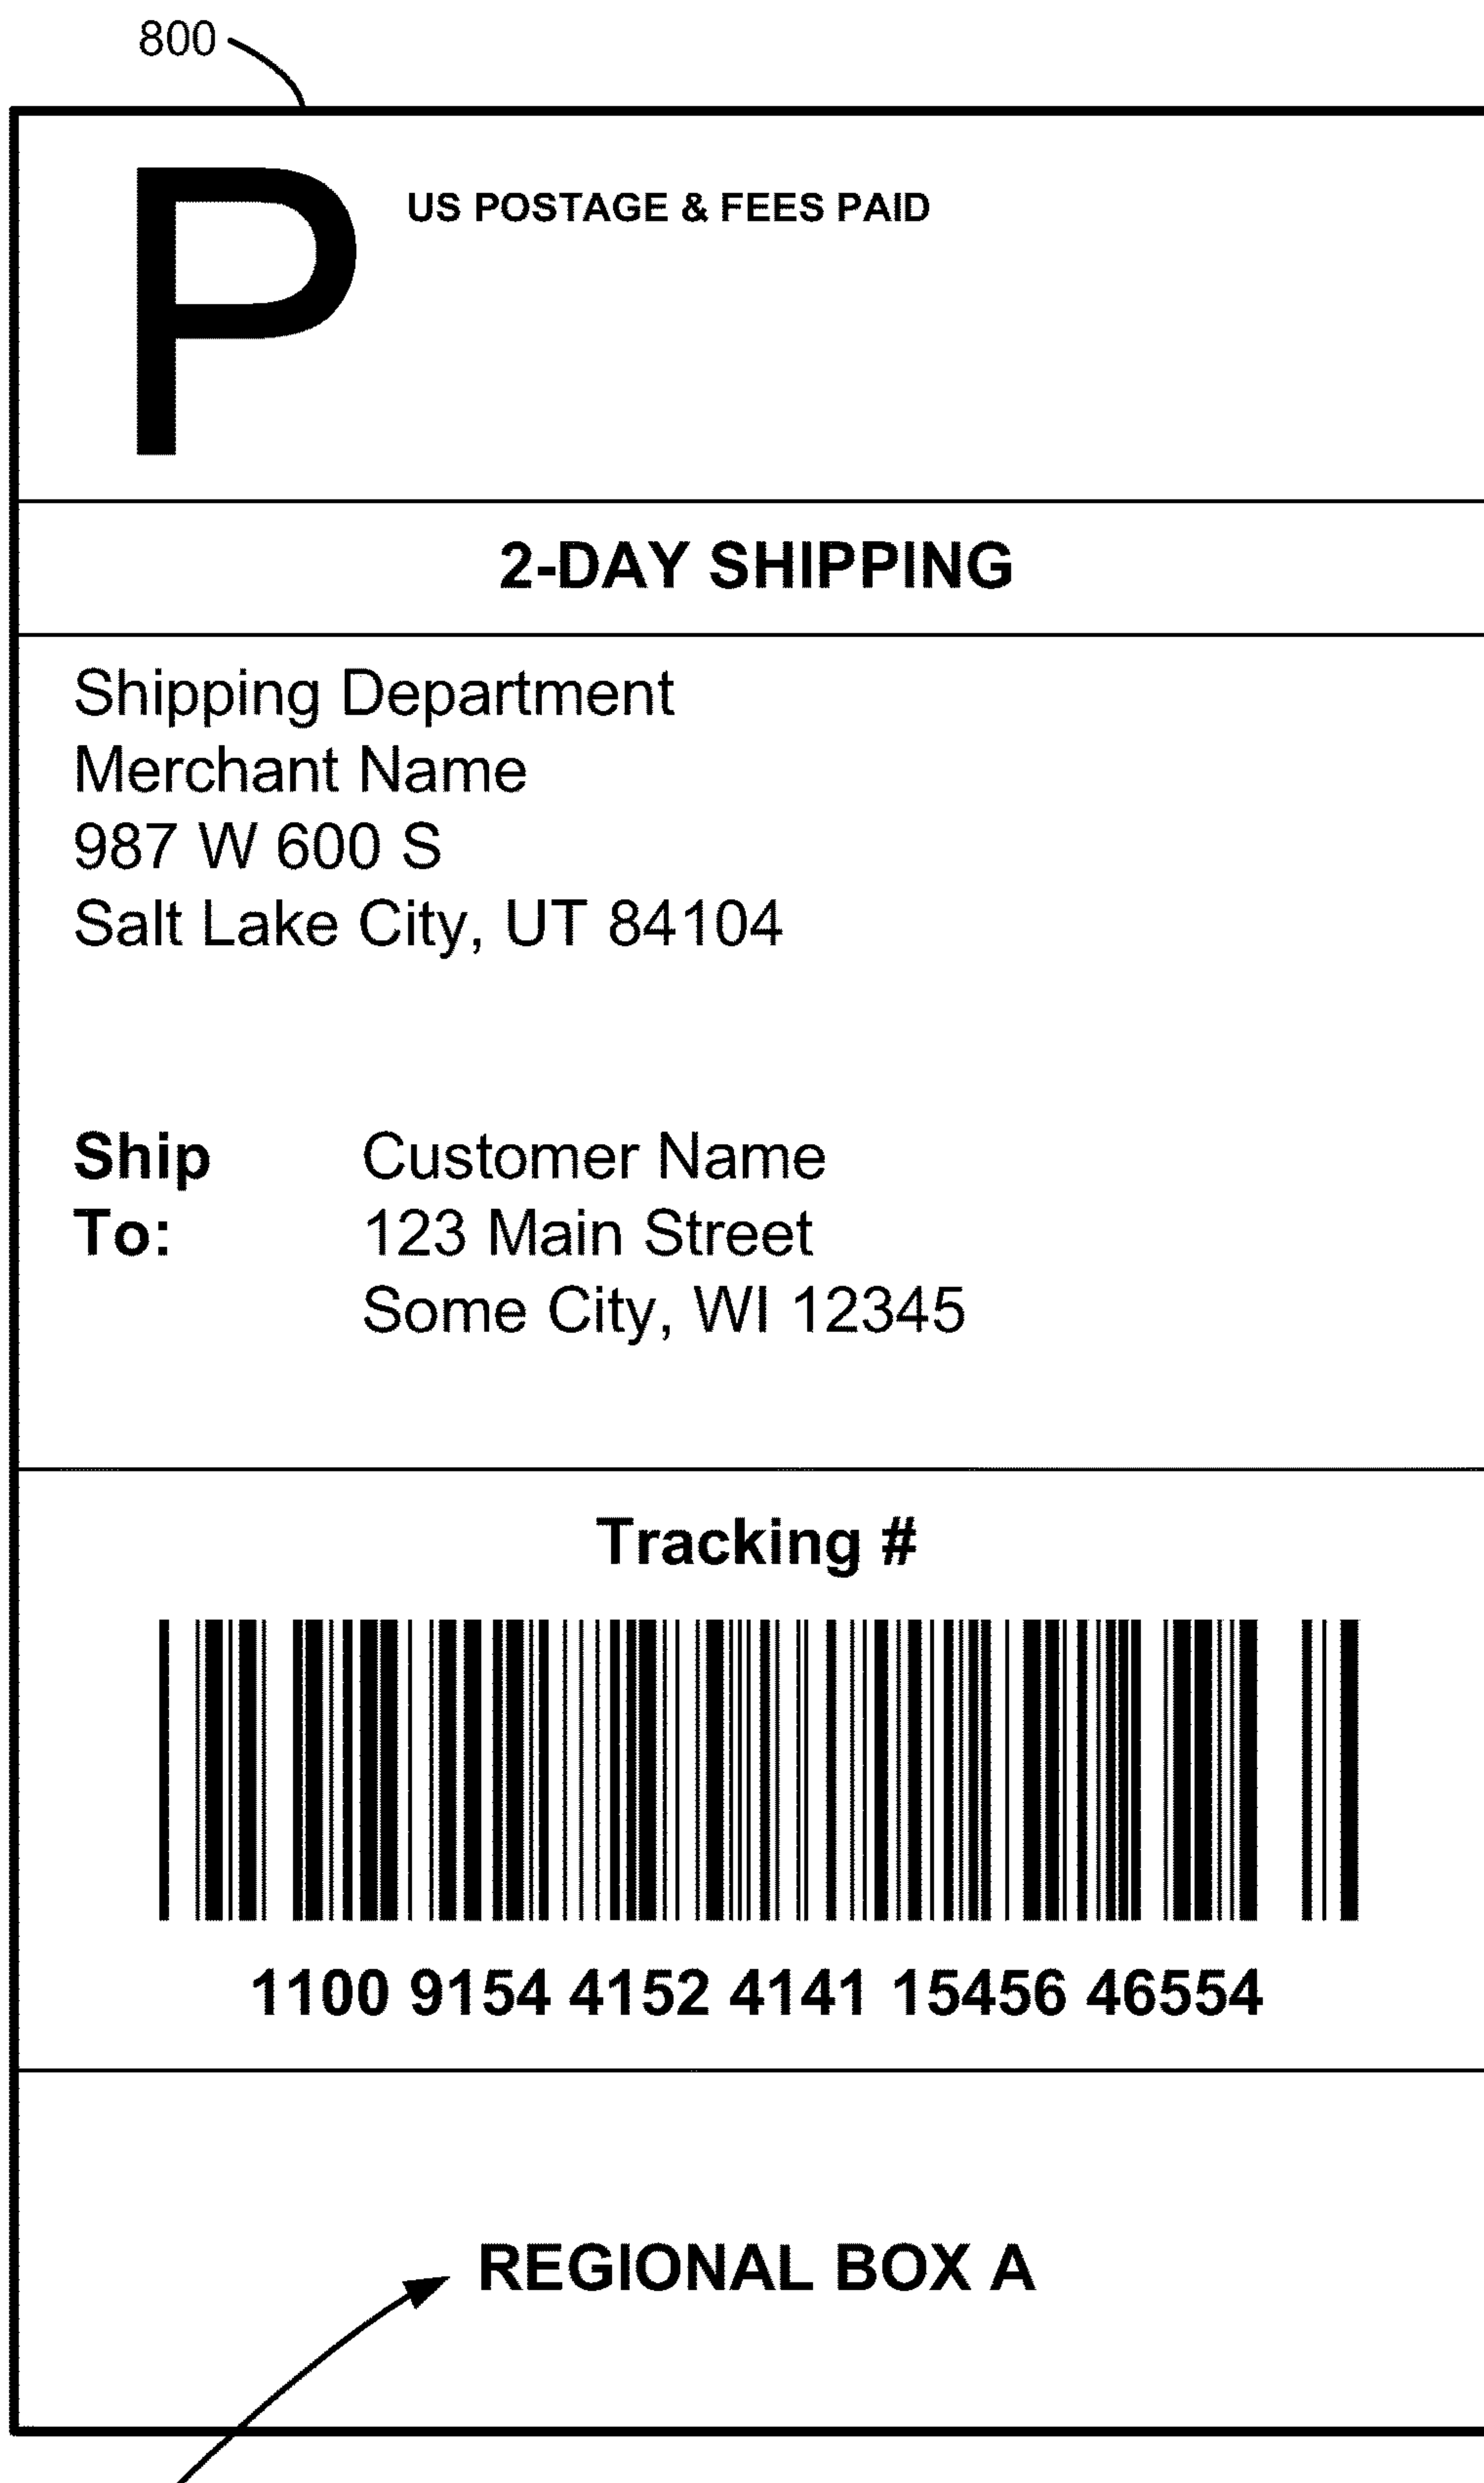 800
P
US POSTAGE & FEES PAID
2-DAY SHIPPING
Shipping Department
Merchant Name
987 W 600 S
Salt Lake City, UT 84104
Ship To:
Customer Name
123 Main Street
Some City, WI 12345
Tracking #
1100 9154 4152 4141 15456 46554
REGIONAL BOX A